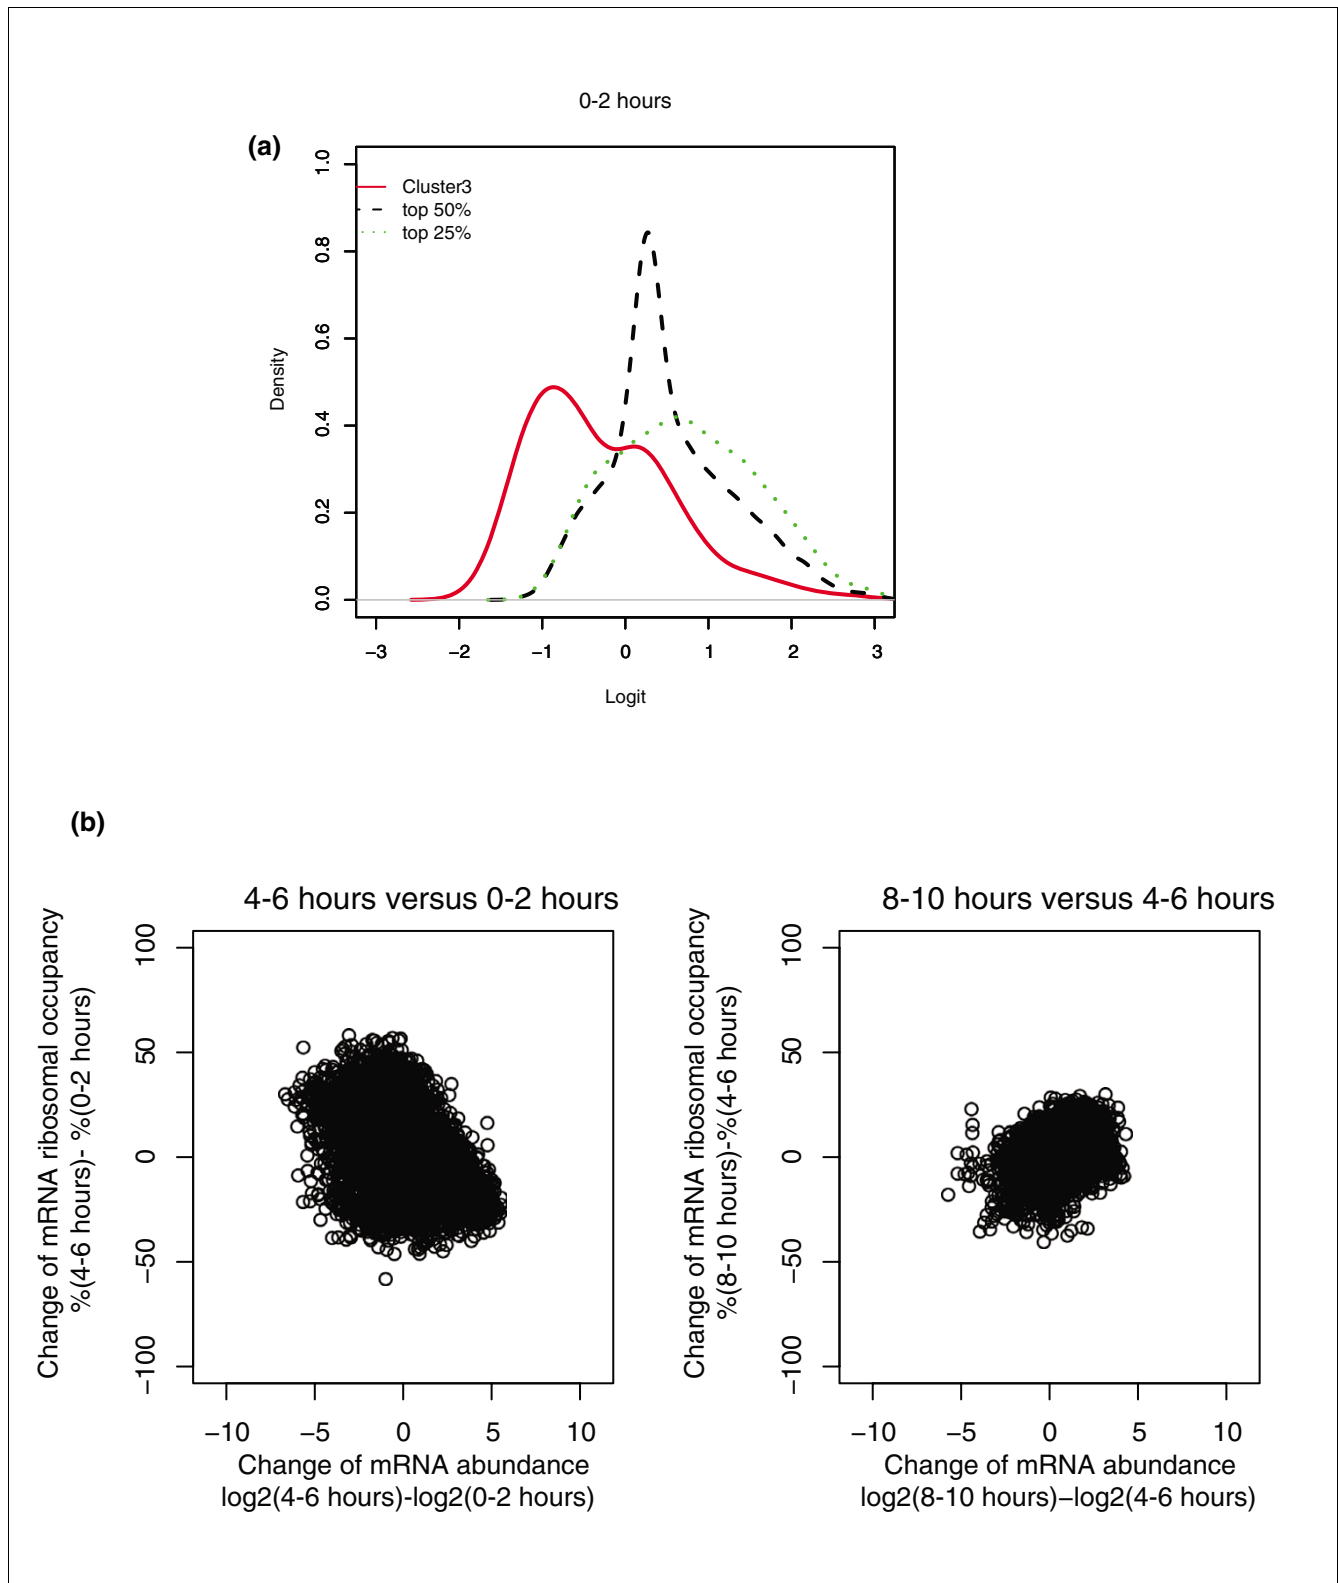 0-2 hours
(a)
1.0
0.8
0.6
0.4
0.2
0.0
Density
Cluster3
top 50%
top 25%
−3 −2 −1 0 1 2 3
Logit
(b)
4-6 hours versus 0-2 hours
Change of mRNA ribosomal occupancy
%(4-6 hours)- %(0-2 hours)
100
50
0
−50
−100
−10 −5 0 5 10
Change of mRNA abundance
log2(4-6 hours)-log2(0-2 hours)
8-10 hours versus 4-6 hours
Change of mRNA ribosomal occupancy
%(8-10 hours)-%(4-6 hours)
100
50
0
−50
−100
−10 −5 0 5 10
Change of mRNA abundance
log2(8-10 hours)−log2(4-6 hours)